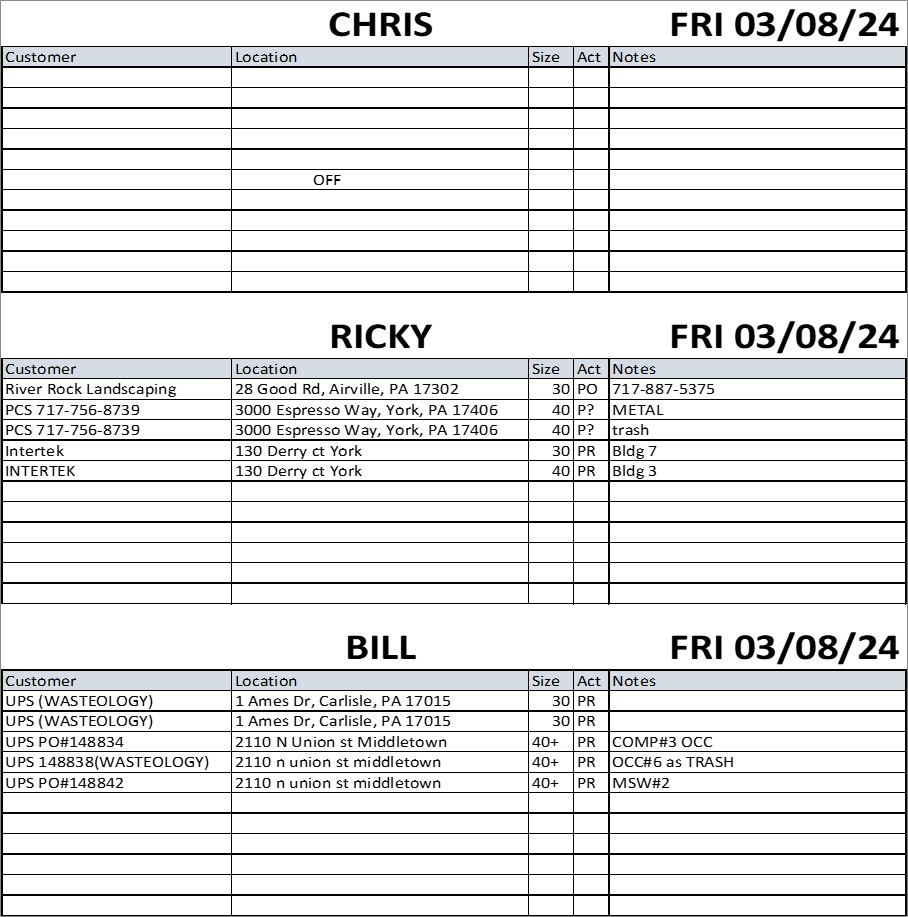 CHRIS FRI 03/08/24
Customer Location Size Act Notes
OFF
RICKY FRI 03/08/24
Customer Location Size Act Notes
River Rock Landscaping 28 Good Rd, Airville, PA 17302 30 PO 717-887-5375
PCS 717-756-8739 3000 Espresso Way, York, PA 17406 40 P? METAL
PCS 717-756-8739 3000 Espresso Way, York, PA 17406 40 P? trash
Intertek 130 Derry ct York 30 PR Bldg 7
INTERTEK 130 Derry ct York 40 PR Bldg 3
BILL FRI 03/08/24
Customer Location Size Act Notes
UPS (WASTEOLOGY) 1 Ames Dr, Carlisle, PA 17015 30 PR
UPS (WASTEOLOGY) 1 Ames Dr, Carlisle, PA 17015 30 PR
UPS PO#148834 2110 N Union st Middletown 40+ PR COMP#3 OCC
UPS 148838(WASTEOLOGY) 2110 n union st middletown 40+ PR OCC#6 as TRASH
UPS PO#148842 2110 n union st middletown 40+ PR MSW#2